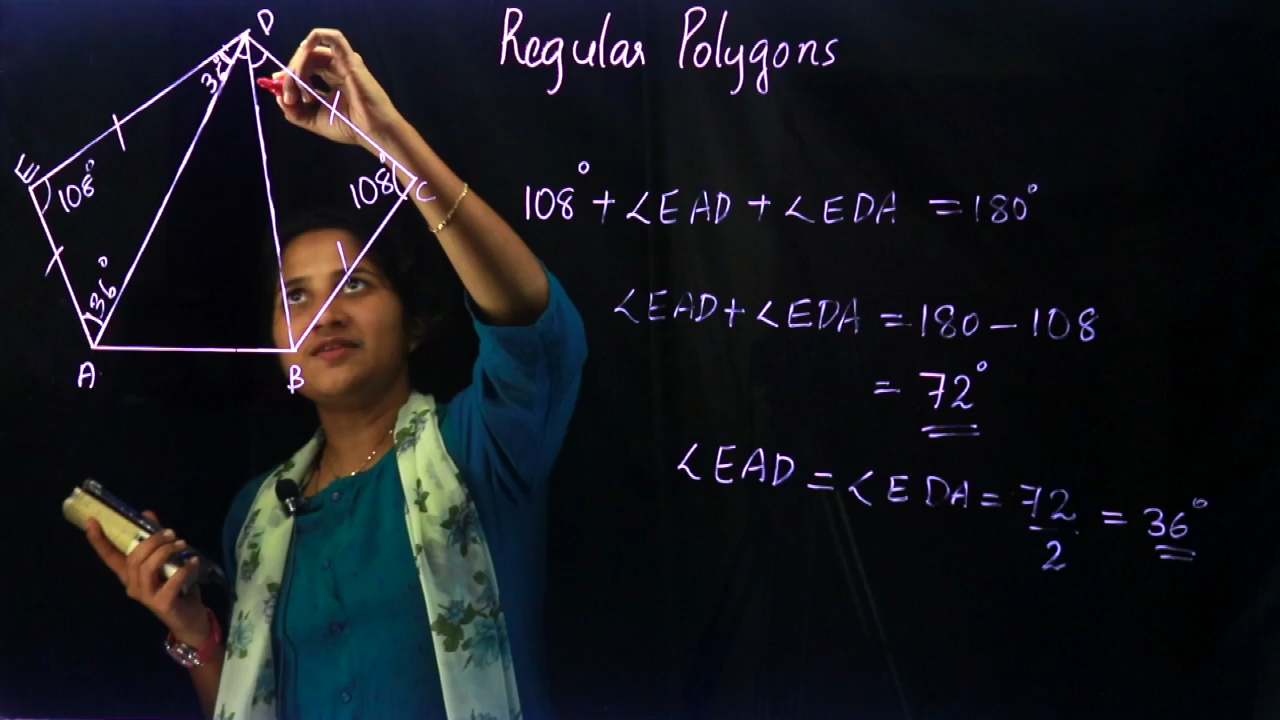 Regular Polygons
D
36°
E
108°
108°
C
36°
A
B
108° + ∠EAD + ∠EDA = 180°
∠EAD + ∠EDA = 180 - 108
= 72°
∠EAD = ∠EDA = 72/2 = 36°